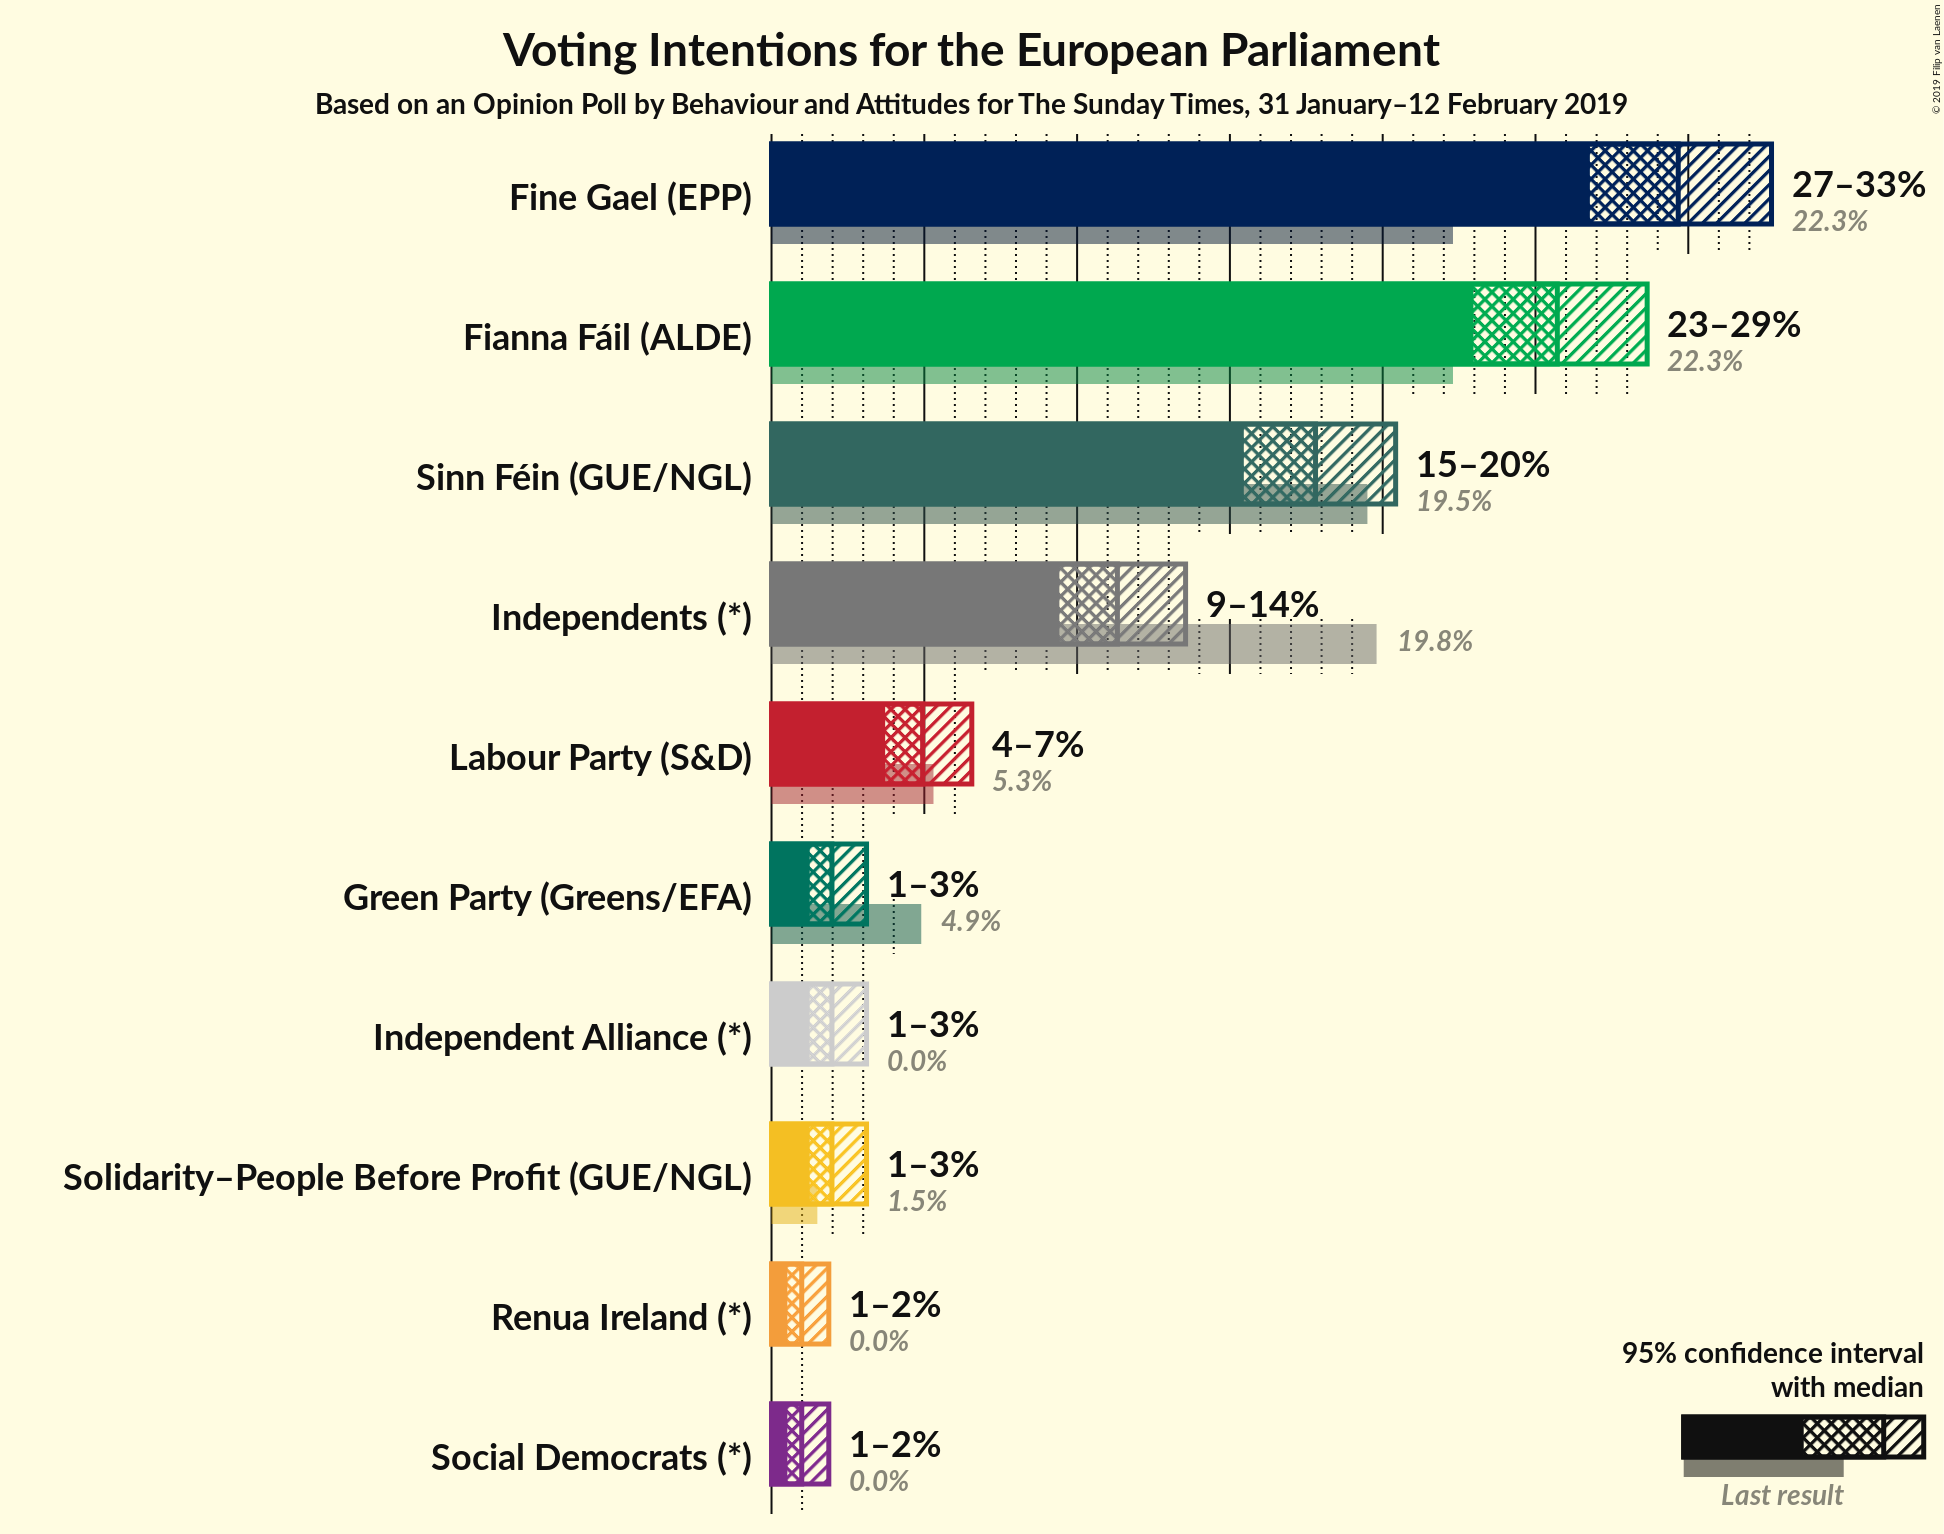 Voting Intentions for the European Parliament
Based on an Opinion Poll by Behaviour and Attitudes for The Sunday Times, 31 January–12 February 2019
© 2019 Filip van Laenen
Fine Gael (EPP)
27–33%
22.3%
Fianna Fáil (ALDE)
23–29%
22.3%
Sinn Féin (GUE/NGL)
15–20%
19.5%
Independents (*)
9–14%
19.8%
Labour Party (S&D)
4–7%
5.3%
Green Party (Greens/EFA)
1–3%
4.9%
Independent Alliance (*)
1–3%
0.0%
Solidarity–People Before Profit (GUE/NGL)
1–3%
1.5%
Renua Ireland (*)
1–2%
0.0%
Social Democrats (*)
1–2%
0.0%
95% confidence interval
with median
Last result